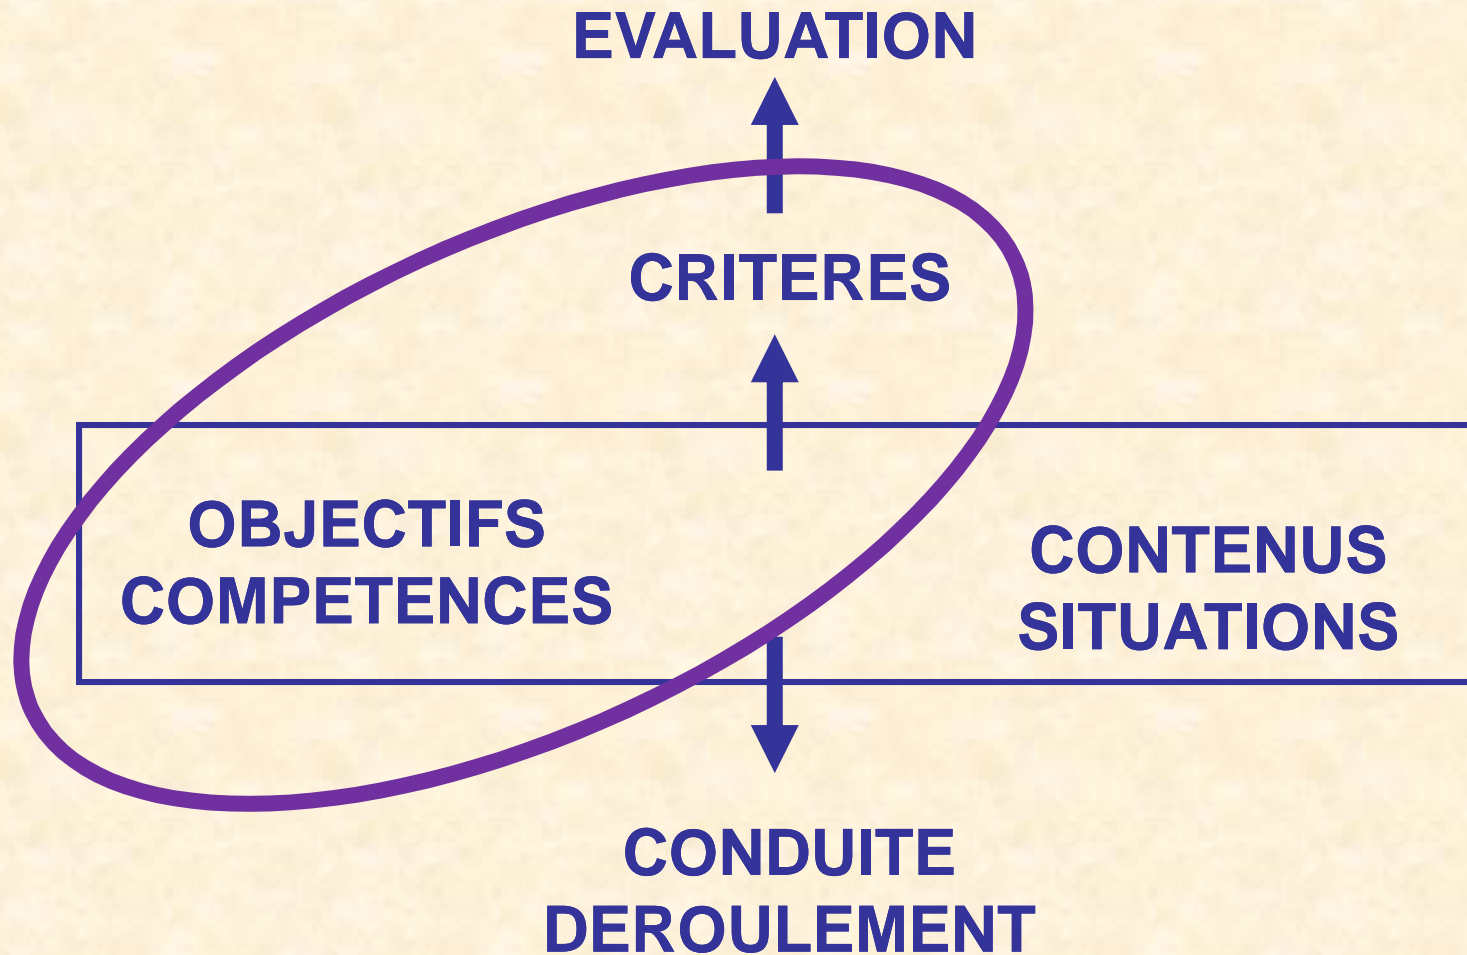 EVALUATION
CRITERES
OBJECTIFS
COMPETENCES
CONTENUS
SITUATIONS
CONDUITE
DEROULEMENT